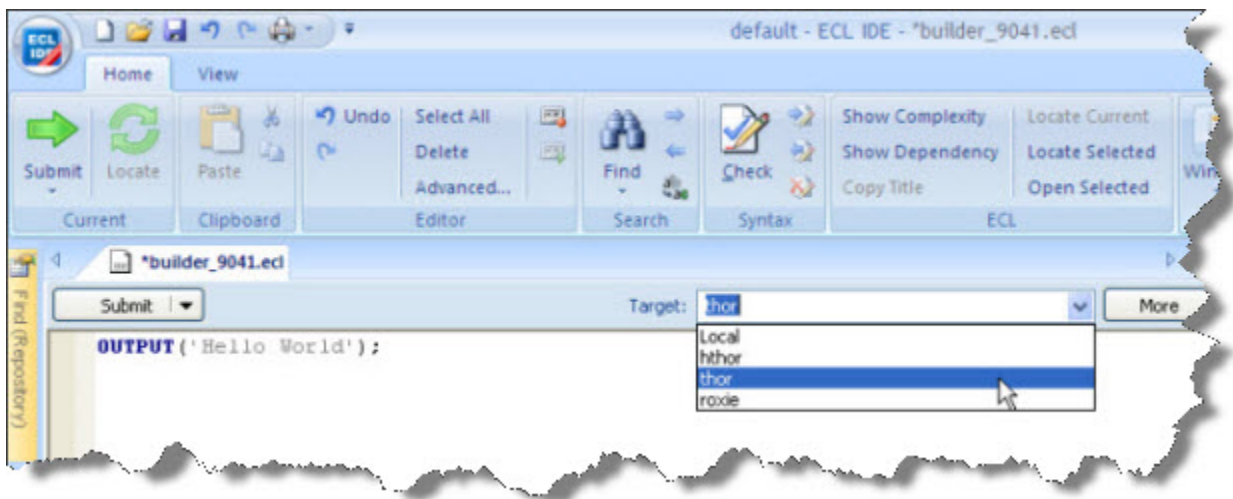 ECL
IDE
default - ECL IDE - *builder_9041.ecl
Home View
Submit Locate Paste Undo Select All Delete Advanced... Find Check Show Complexity Show Dependency Copy Title Locate Current Locate Selected Open Selected
Current Clipboard Editor Search Syntax ECL
*builder_9041.ecl
Find (Repository)
Submit Target: thor More
OUTPUT('Hello World');
Local
hthor
thor
roxie